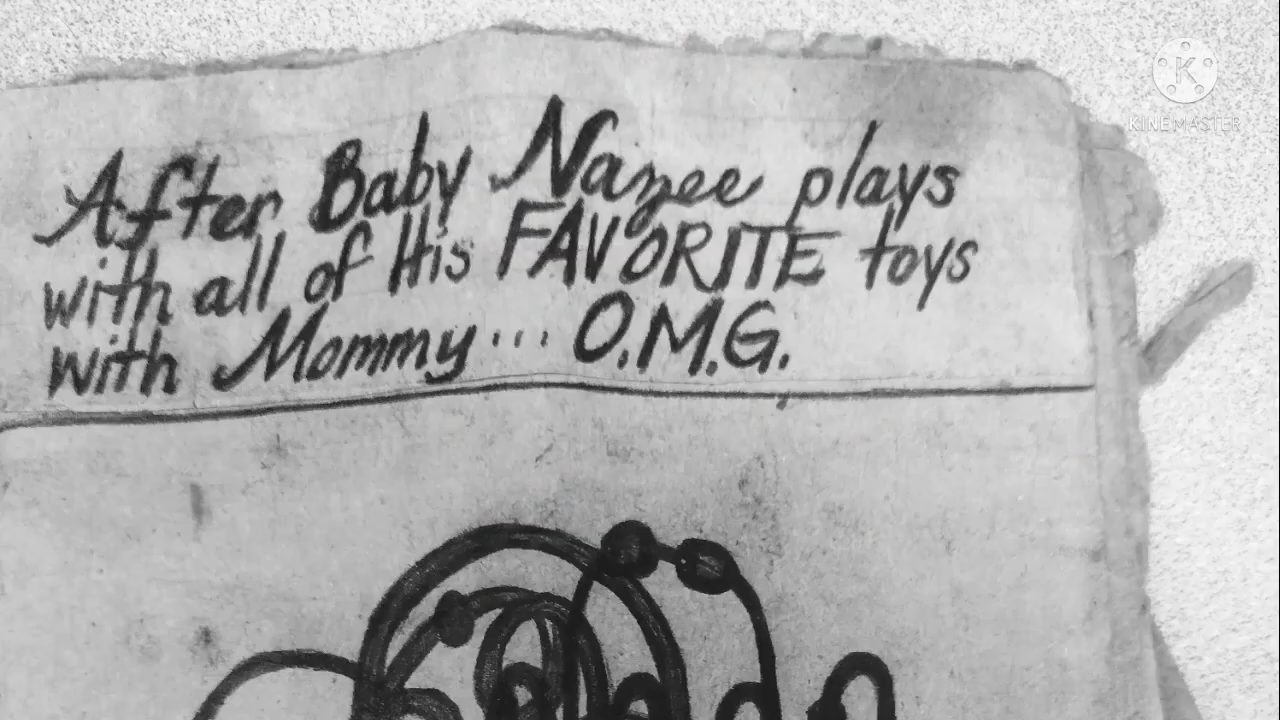 After Baby Nazee plays
with all of His FAVORITE toys
with Mommy... O.M.G.
K
KINEMASTER